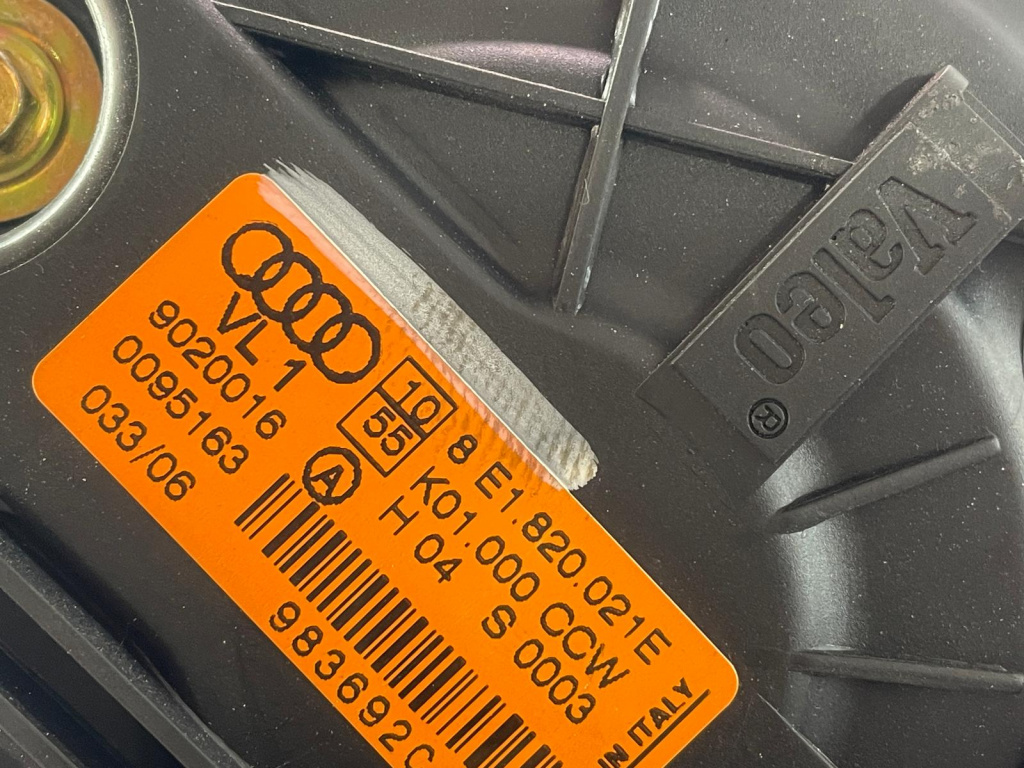 valeo
®
VL 1
9020016
0095163
033/06
10
55
A
8 E1.820.021E
K01.000 CCW
H 04 S 0003
983692C
IN ITALY